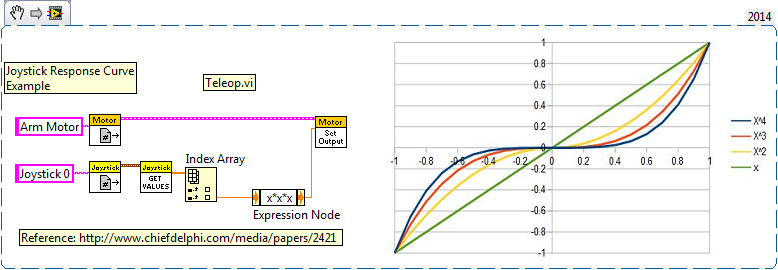 2014
Joystick Response Curve
Example
Teleop.vi
Arm Motor
Motor
Motor
Set
Output
Joystick 0
Joystick
Joystick
GET
VALUES
Index Array
x*x*x
Expression Node
Reference: http://www.chiefdelphi.com/media/papers/2421
1
0.8
0.6
0.4
0.2
0
-0.2
-0.4
-0.6
-0.8
-1
-1 -0.8 -0.6 -0.4 -0.2 0 0.2 0.4 0.6 0.8 1
X^4
X^3
X^2
x